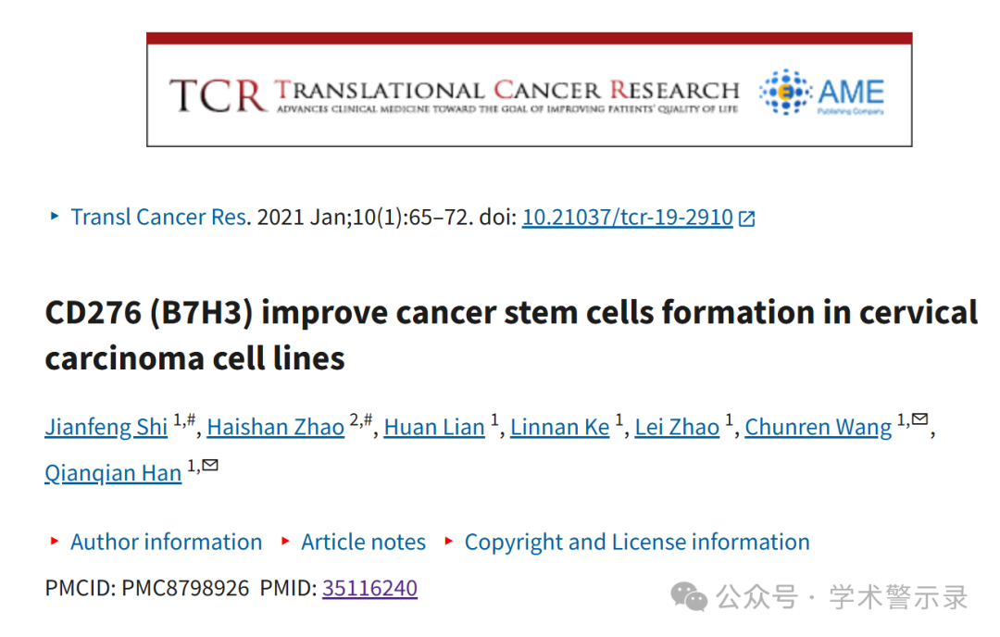 TCR TRANSLATIONAL CANCER RESEARCH AME
ADVANCES CLINICAL MEDICINE TOWARD THE GOAL OF IMPROVING PATIENTS' QUALITY OF LIFE Publishing Company
‣ Transl Cancer Res. 2021 Jan;10(1):65–72. doi: 10.21037/tcr-19-2910
CD276 (B7H3) improve cancer stem cells formation in cervical
carcinoma cell lines
Jianfeng Shi 1,#, Haishan Zhao 2,#, Huan Lian 1, Linnan Ke 1, Lei Zhao 1, Chunren Wang 1,✉,
Qianqian Han 1,✉
‣ Author information ‣ Article notes ‣ Copyright and License information
PMCID: PMC8798926 PMID: 35116240
公众号 · 学术警示录